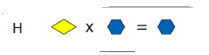 H x =